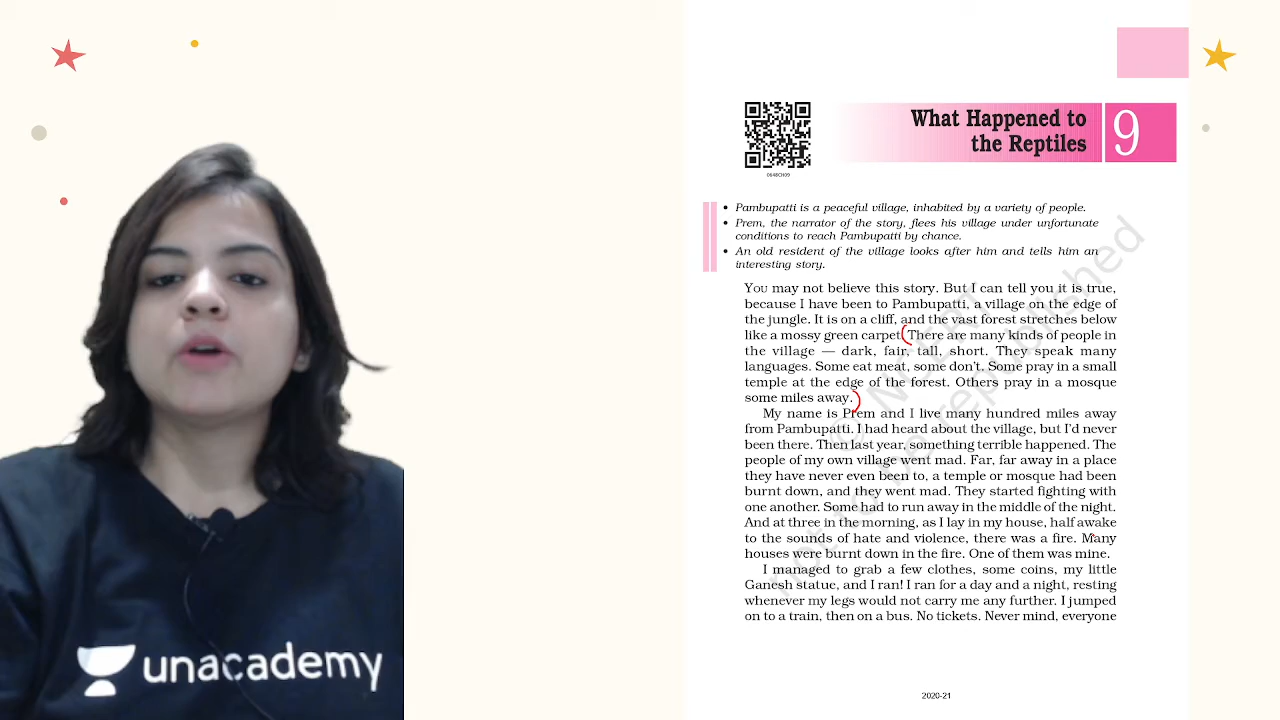 What Happened to
the Reptiles
9
0648CH09
• Pambupatti is a peaceful village, inhabited by a variety of people.
• Prem, the narrator of the story, flees his village under unfortunate
conditions to reach Pambupatti by chance.
• An old resident of the village looks after him and tells him an
interesting story.
YOU may not believe this story. But I can tell you it is true,
because I have been to Pambupatti, a village on the edge of
the jungle. It is on a cliff, and the vast forest stretches below
like a mossy green carpet. There are many kinds of people in
the village — dark, fair, tall, short. They speak many
languages. Some eat meat, some don't. Some pray in a small
temple at the edge of the forest. Others pray in a mosque
some miles away.
My name is Prem and I live many hundred miles away
from Pambupatti. I had heard about the village, but I'd never
been there. Then last year, something terrible happened. The
people of my own village went mad. Far, far away in a place
they have never even been to, a temple or mosque had been
burnt down, and they went mad. They started fighting with
one another. Some had to run away in the middle of the night.
And at three in the morning, as I lay in my house, half awake
to the sounds of hate and violence, there was a fire. Many
houses were burnt down in the fire. One of them was mine.
I managed to grab a few clothes, some coins, my little
Ganesh statue, and I ran! I ran for a day and a night, resting
whenever my legs would not carry me any further. I jumped
on to a train, then on a bus. No tickets. Never mind, everyone
2020-21
© NCERT
not to be republished
unacademy